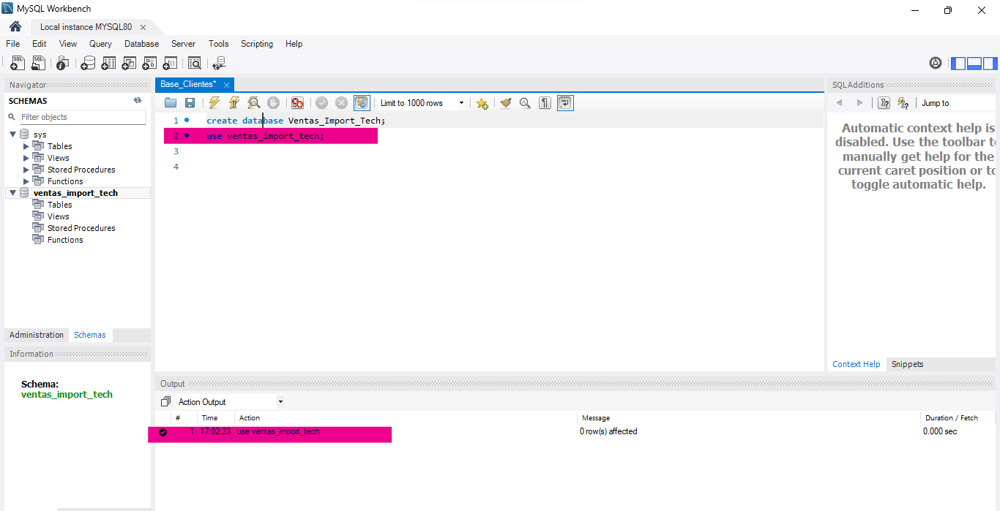 MySQL Workbench
Local instance MYSQL80
File Edit View Query Database Server Tools Scripting Help
Navigator
SCHEMAS
Filter objects
sys
Tables
Views
Stored Procedures
Functions
ventas_import_tech
Tables
Views
Stored Procedures
Functions
Administration Schemas
Information
Schema:
ventas_import_tech
Base_Clientes*
Limit to 1000 rows
1 create database Ventas_Import_Tech;
2 use ventas_import_tech;
3
4
SQLAdditions
Jump to
Automatic context help is
disabled. Use the toolbar
manually get help for the
current caret position or to
toggle automatic help.
Context Help Snippets
Output
Action Output
# Time Action Message Duration / Fetch
1 17:02:23 use ventas_import_tech 0 row(s) affected 0.000 sec